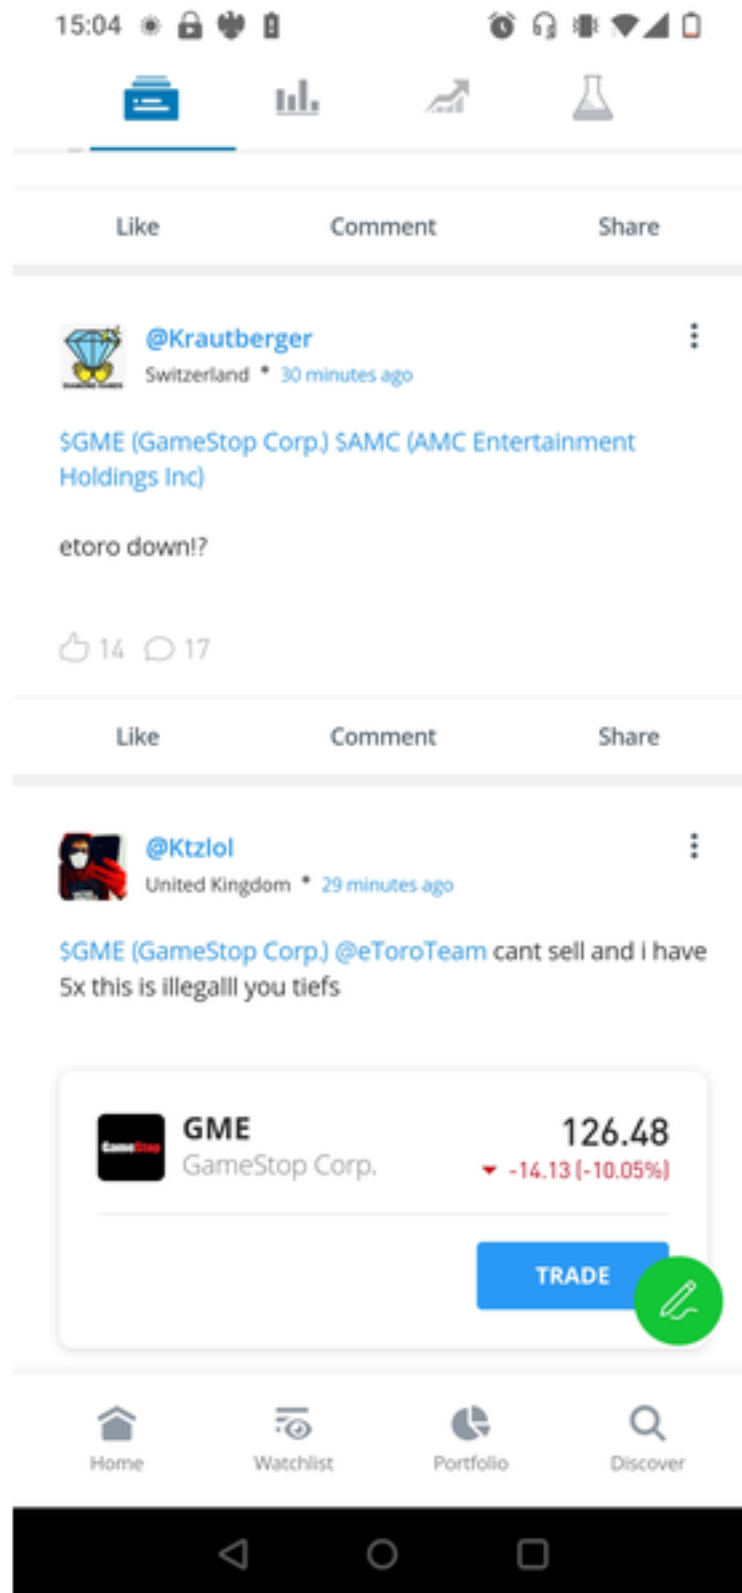 15:04
Like Comment Share
@Krautberger
Switzerland * 30 minutes ago
$GME (GameStop Corp.) $AMC (AMC Entertainment
Holdings Inc)
etoro down!?
14 17
Like Comment Share
@Ktzlol
United Kingdom * 29 minutes ago
$GME (GameStop Corp.) @eToroTeam cant sell and i have
5x this is illegalll you tiefs
GameStop
GME 126.48
GameStop Corp. -14.13 (-10.05%)
TRADE
Home Watchlist Portfolio Discover